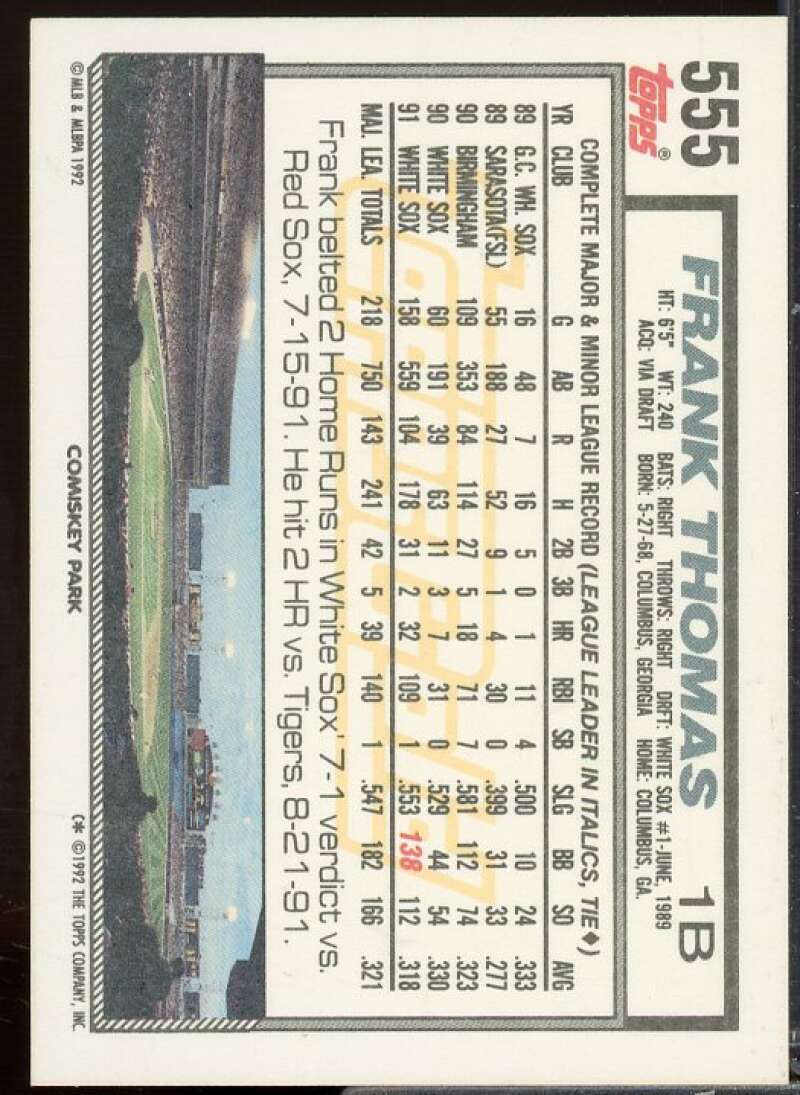 555
TOPPS®
FRANK THOMAS 1B
HT: 6'5" WT: 240 BATS: RIGHT THROWS: RIGHT DRFT: WHITE SOX #1-JUNE, 1989
ACQ: VIA DRAFT BORN: 5-27-68, COLUMBUS, GEORGIA HOME: COLUMBUS, GA.
COMPLETE MAJOR & MINOR LEAGUE RECORD (LEAGUE LEADER IN ITALICS, TIE♦)
YR CLUB G AB R H 2B 3B HR RBI SB SLG BB SO AVG
89 G.C. WH. SOX 16 48 7 16 5 0 1 11 4 .500 10 24 .333
89 SARASOTA(FSL) 55 188 27 52 9 1 4 30 0 .399 31 33 .277
90 BIRMINGHAM 109 353 84 114 27 5 18 71 7 .581 112 74 .323
90 WHITE SOX 60 191 39 63 11 3 7 31 0 .529 44 54 .330
91 WHITE SOX 158 559 104 178 31 2 32 109 1 .553 138 112 .318
MAJ. LEA. TOTALS 218 750 143 241 42 5 39 140 1 .547 182 166 .321
Frank belted 2 Home Runs in White Sox' 7-1 verdict vs.
Red Sox, 7-15-91. He hit 2 HR vs. Tigers, 8-21-91.
©MLB & MLBPA 1992
COMISKEY PARK
C* ©1992 THE TOPPS COMPANY, INC.